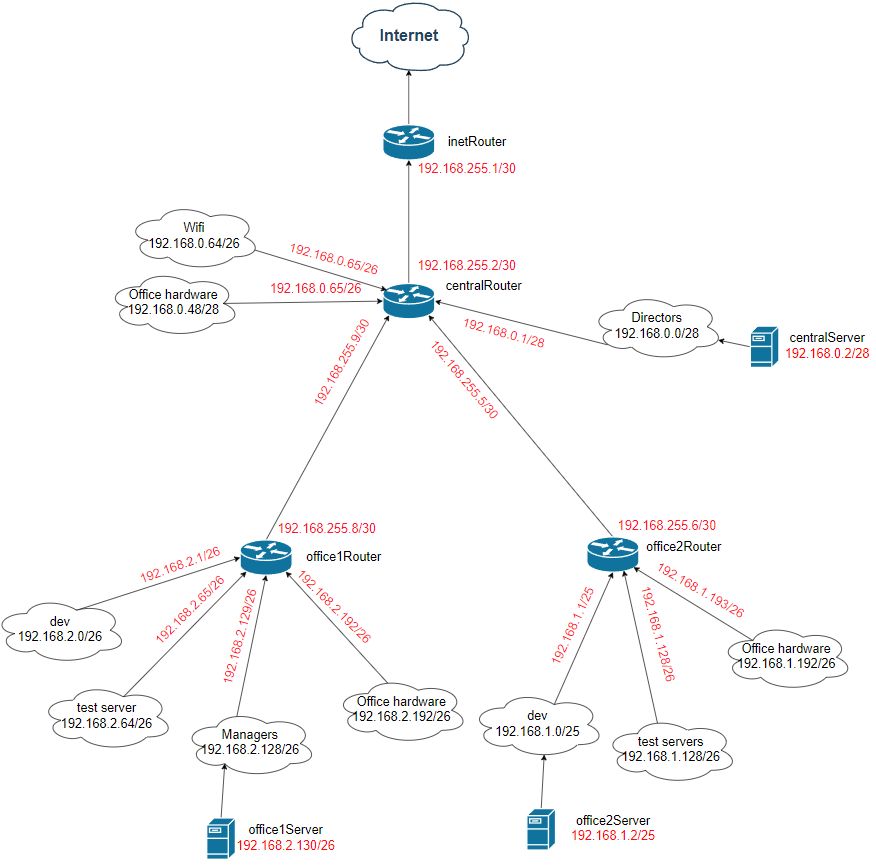 Internet
inetRouter
192.168.255.1/30
Wifi
192.168.0.64/26
192.168.0.65/26
192.168.255.2/30
centralRouter
Office hardware
192.168.0.48/28
192.168.0.65/26
192.168.0.1/28
Directors
192.168.0.0/28
centralServer
192.168.0.2/28
192.168.255.9/30
192.168.255.5/30
192.168.255.8/30
office1Router
192.168.255.6/30
office2Router
192.168.2.1/26
192.168.2.65/26
192.168.2.129/26
192.168.2.192/26
192.168.1.1/25
192.168.1.128/26
192.168.1.193/26
dev
192.168.2.0/26
test server
192.168.2.64/26
Managers
192.168.2.128/26
Office hardware
192.168.2.192/26
dev
192.168.1.0/25
test servers
192.168.1.128/26
Office hardware
192.168.1.192/26
office1Server
192.168.2.130/26
office2Server
192.168.1.2/25